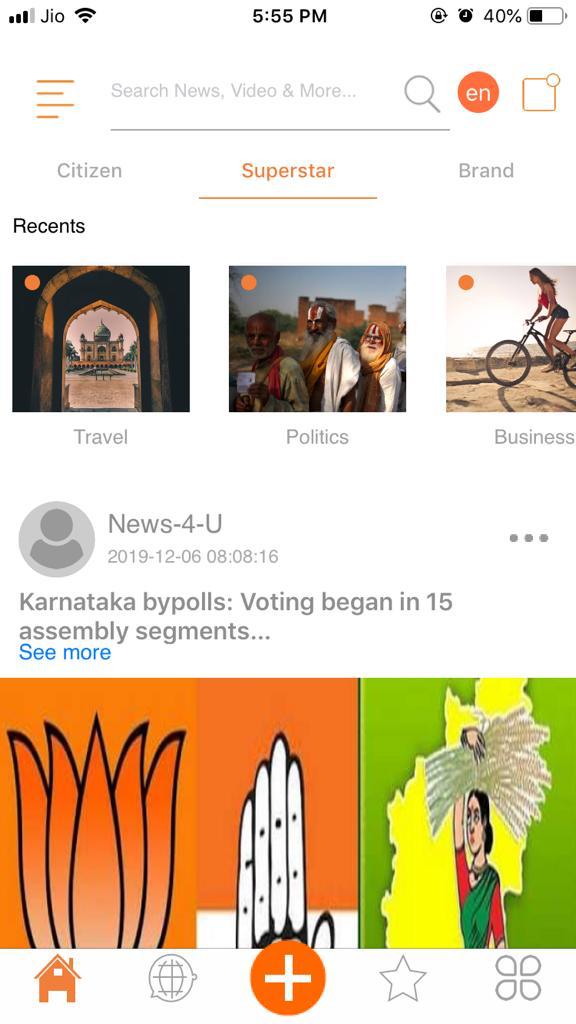 Jio 5:55 PM 40%
Search News, Video & More... en
Citizen Superstar Brand
Recents
Travel Politics Business
News-4-U
2019-12-06 08:08:16
Karnataka bypolls: Voting began in 15
assembly segments...
See more